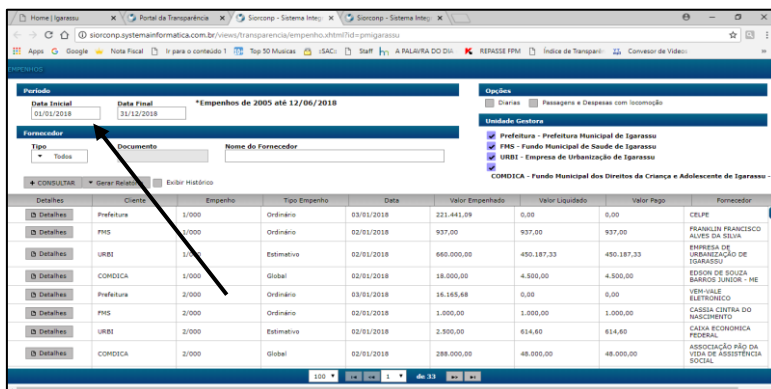 Home | Igarassu
Portal da Transparência
Siorconp - Sistema Integ
Siorconp - Sistema Integ
siorconp.systemainformatica.com.br/views/transparencia/empenho.xhtml?id=pmigarassu
Apps Google Nota Fiscal Ir para o conteúdo 1 Top 50 Musicas :SAC: Staff A PALAVRA DO DIA REPASSE FPM Índice de Transparên Convesor de Videos
EMPENHOS
Período
Data Inicial Data Final *Empenhos de 2005 até 12/06/2018
01/01/2018 31/12/2018
Opções
Diarias Passagens e Despesas com locomoção
Unidade Gestora
Prefeitura - Prefeitura Municipal de Igarassu
FMS - Fundo Municipal de Saude de Igarassu
URBI - Empresa de Urbanização de Igarassu
COMDICA - Fundo Municipal dos Direitos da Criança e Adolescente de Igarassu -
Fornecedor
Tipo Documento Nome do Fornecedor
Todos
+ CONSULTAR Gerar Relatório Exibir Histórico
Detalhes Cliente Empenho Tipo Empenho Data Valor Empenhado Valor Liquidado Valor Pago Fornecedor
Detalhes Prefeitura 1/000 Ordinário 03/01/2018 221.441,09 0,00 0,00 CELPE
Detalhes FMS 1/000 Ordinário 02/01/2018 937,00 937,00 937,00 FRANKLIN FRANCISCO ALVES DA SILVA
Detalhes URBI 1/000 Estimativo 02/01/2018 660.000,00 450.187,33 450.187,33 EMPRESA DE URBANIZAÇÃO DE IGARASSU
Detalhes COMDICA 1/000 Global 02/01/2018 18.000,00 4.500,00 4.500,00 EDSON DE SOUZA BARROS JUNIOR - ME
Detalhes Prefeitura 2/000 Ordinário 03/01/2018 16.165,68 0,00 0,00 VEM-VALE ELETRONICO
Detalhes FMS 2/000 Ordinário 02/01/2018 1.000,00 1.000,00 1.000,00 CASSIA CINTRA DO NASCIMENTO
Detalhes URBI 2/000 Estimativo 02/01/2018 2.500,00 614,60 614,60 CAIXA ECONOMICA FEDERAL
Detalhes COMDICA 2/000 Global 02/01/2018 288.000,00 48.000,00 48.000,00 ASSOCIAÇÃO PÃO DA VIDA DE ASSISTÊNCIA SOCIAL
100 1 de 33